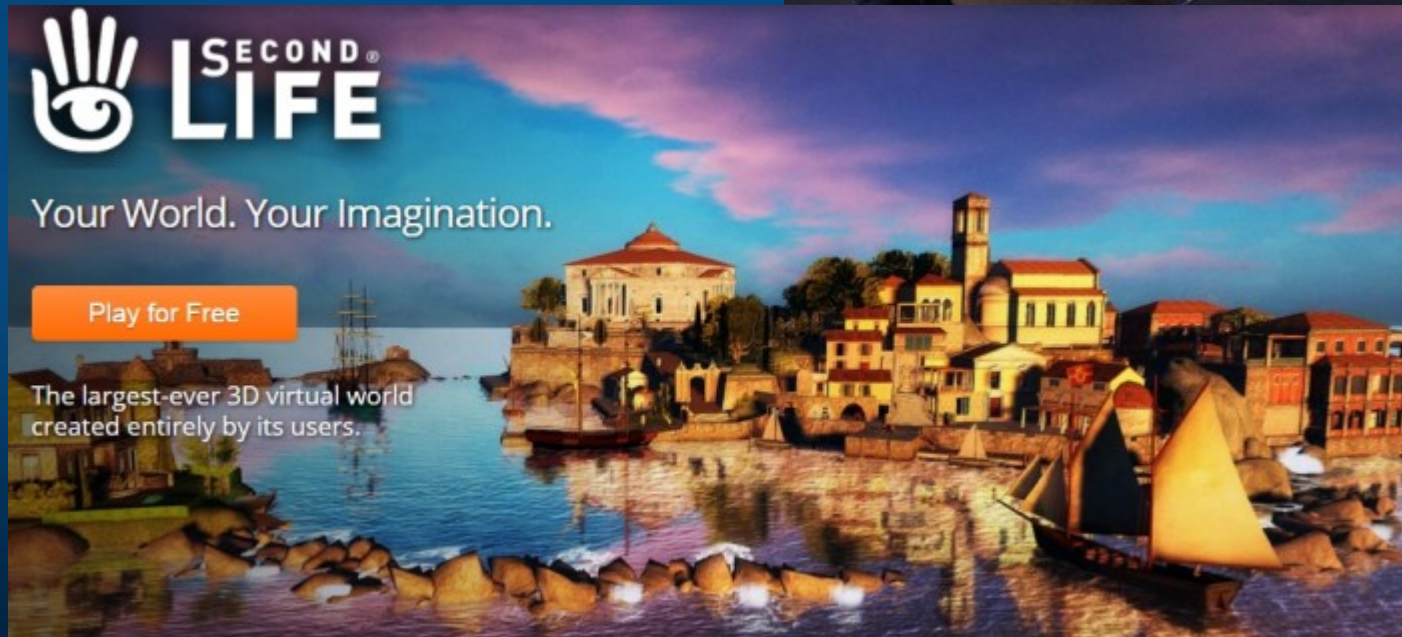 SECOND®
LIFE
Your World. Your Imagination.
Play for Free
The largest-ever 3D virtual world
created entirely by its users.